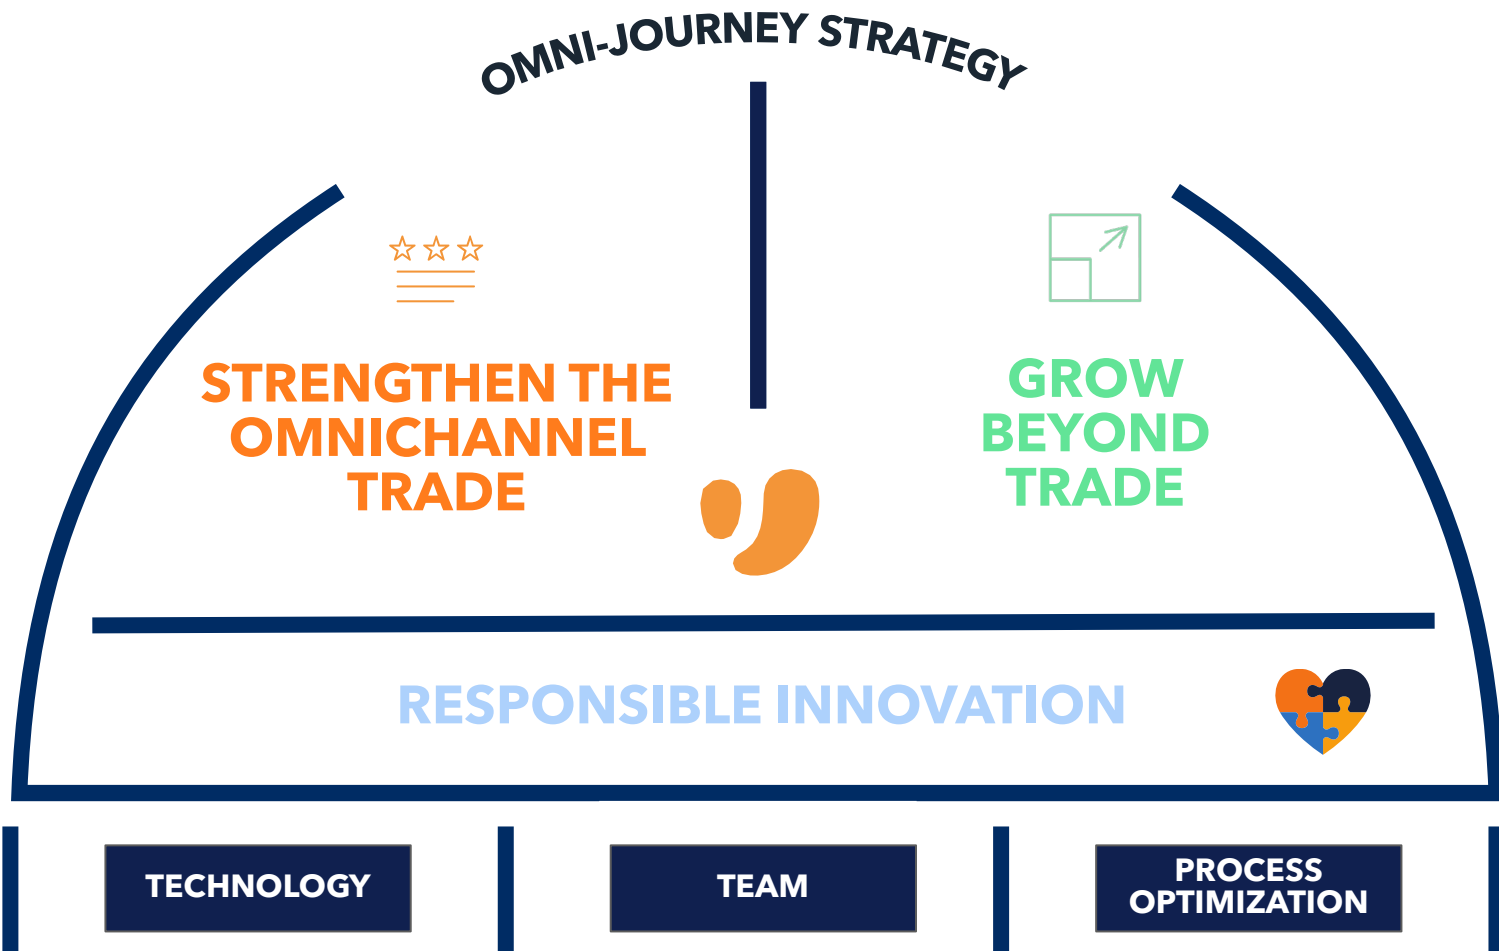 OMNI-JOURNEY STRATEGY
STRENGTHEN THE
OMNICHANNEL
TRADE
GROW
BEYOND
TRADE
RESPONSIBLE INNOVATION
TECHNOLOGY
TEAM
PROCESS
OPTIMIZATION